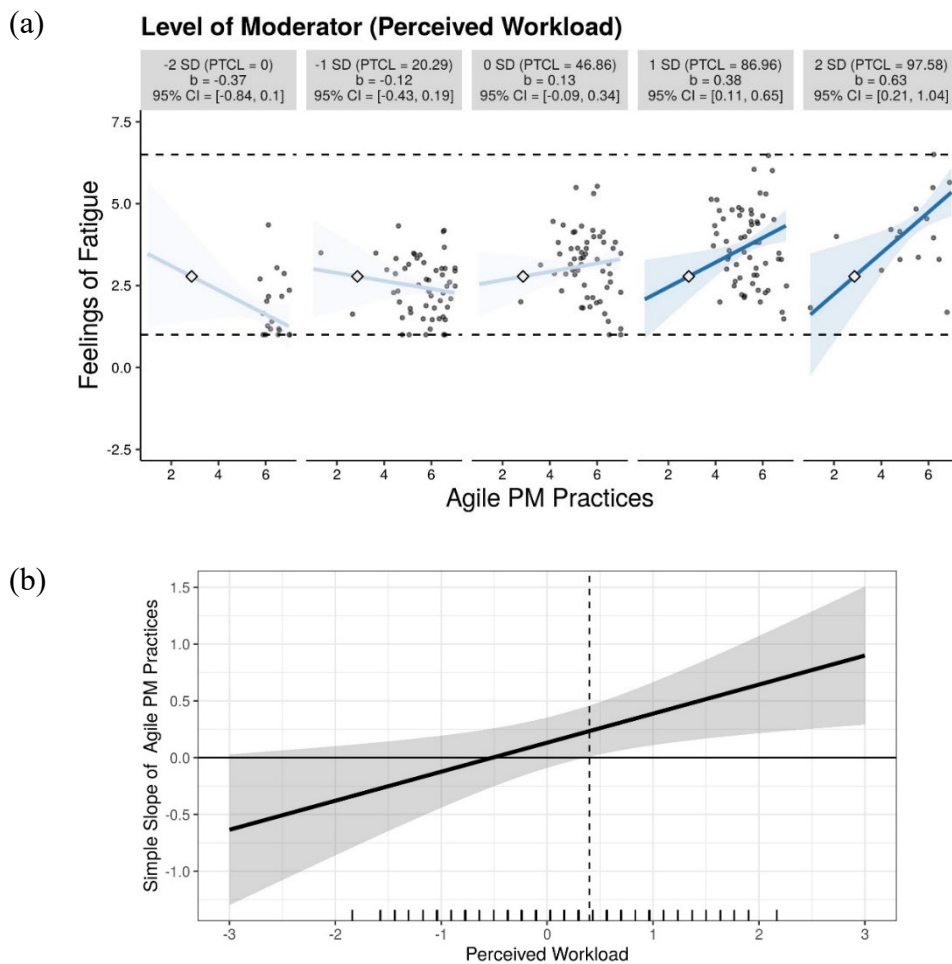 (a)
Level of Moderator (Perceived Workload)
-2 SD (PTCL = 0)
b = -0.37
95% CI = [-0.84, 0.1]
-1 SD (PTCL = 20.29)
b = -0.12
95% CI = [-0.43, 0.19]
0 SD (PTCL = 46.86)
b = 0.13
95% CI = [-0.09, 0.34]
1 SD (PTCL = 86.96)
b = 0.38
95% CI = [0.11, 0.65]
2 SD (PTCL = 97.58)
b = 0.63
95% CI = [0.21, 1.04]
Feelings of Fatigue
7.5
5.0
2.5
0.0
-2.5
2 4 6 2 4 6 2 4 6 2 4 6 2 4 6
Agile PM Practices
(b)
Simple Slope of Agile PM Practices
1.5
1.0
0.5
0.0
-0.5
-1.0
-3 -2 -1 0 1 2 3
Perceived Workload